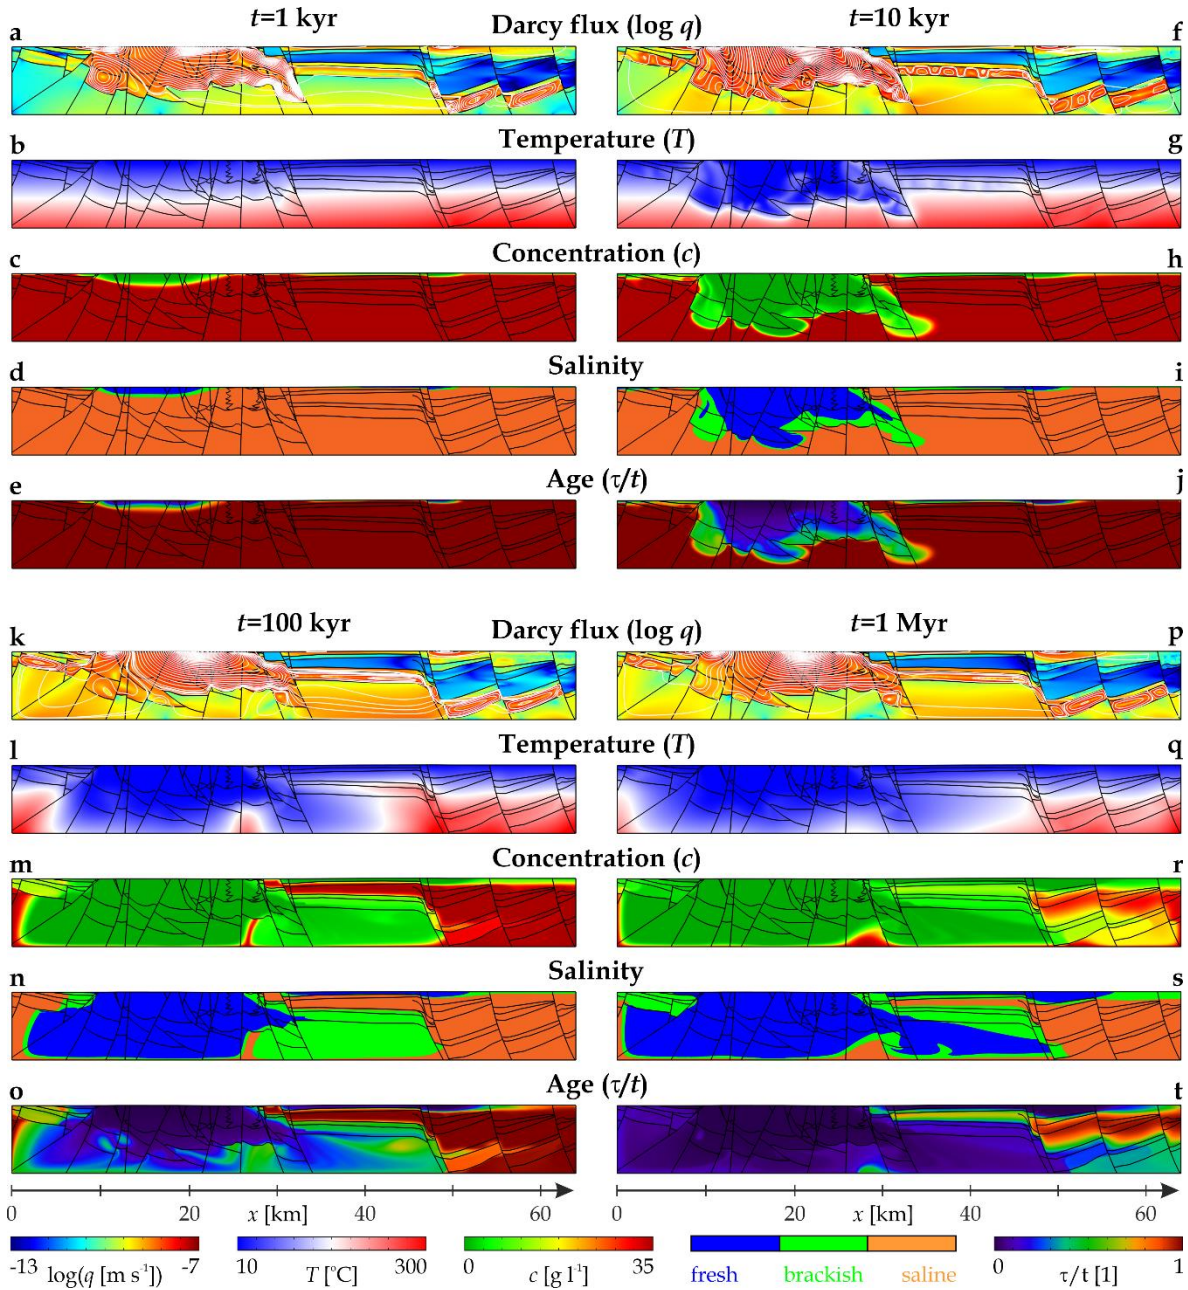 t=1 kyr Darcy flux (log q) t=10 kyr
a f
Temperature (T)
b g
Concentration (c)
c h
Salinity
d i
Age (τ/t)
e j
t=100 kyr Darcy flux (log q) t=1 Myr
k p
Temperature (T)
l q
Concentration (c)
m r
Salinity
n s
Age (τ/t)
o t
0 20 x [km] 40 60 0 20 x [km] 40 60
-13 log(q [m s⁻¹]) -7 10 T [°C] 300 0 c [g l⁻¹] 35 fresh brackish saline 0 τ/t [1] 1